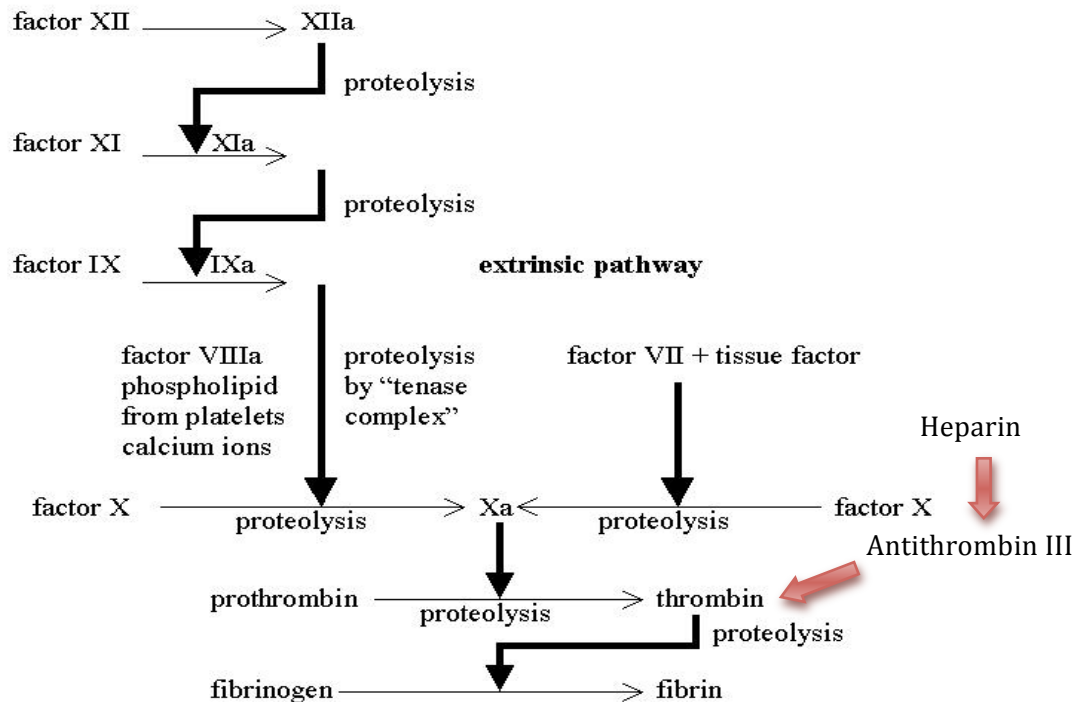 factor XII
XIIa
proteolysis
factor XI
XIa
proteolysis
factor IX
IXa
extrinsic pathway
factor VIIIa
phospholipid
from platelets
calcium ions
proteolysis
by “tenase
complex”
factor VII + tissue factor
Heparin
factor X
proteolysis
Xa
proteolysis
factor X
Antithrombin III
prothrombin
proteolysis
thrombin
proteolysis
fibrinogen
fibrin